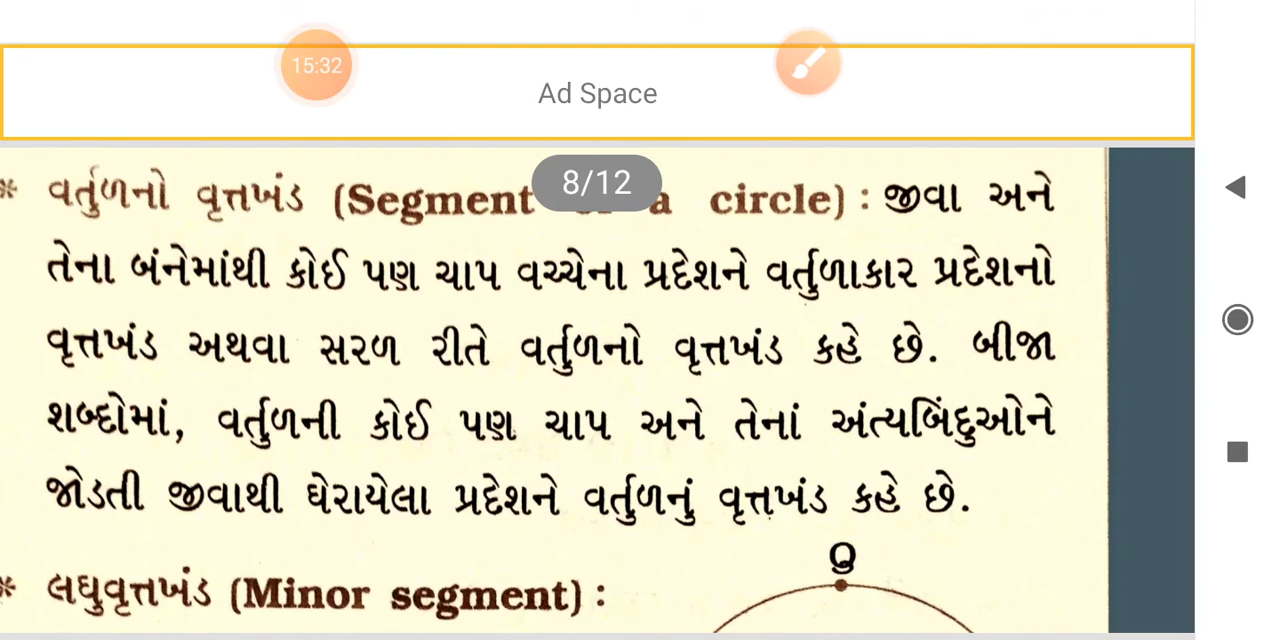 15:32
Ad Space
8/12
* વર્તુળનો વૃત્તખંડ (Segment a circle) : જીવા અને
તેના બંનેમાંથી કોઈ પણ ચાપ વચ્ચેના પ્રદેશને વર્તુળાકાર પ્રદેશનો
વૃત્તખંડ અથવા સરળ રીતે વર્તુળનો વૃત્તખંડ કહે છે. બીજા
શબ્દોમાં, વર્તુળની કોઈ પણ ચાપ અને તેનાં અંત્યબિંદુઓને
જોડતી જીવાથી ઘેરાયેલા પ્રદેશને વર્તુળનું વૃત્તખંડ કહે છે.
Q
* લઘુવૃત્તખંડ (Minor segment) :